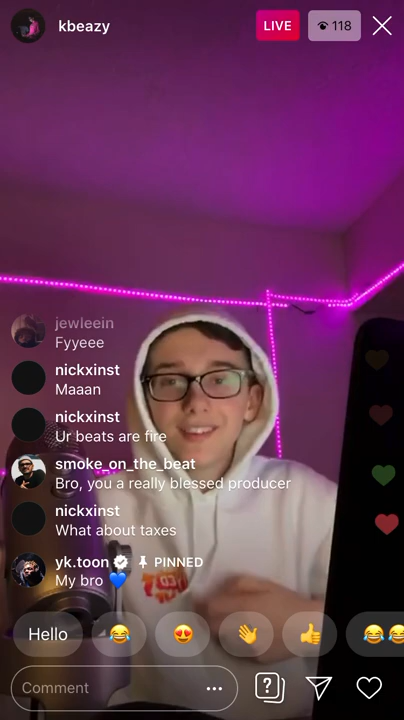 kbeazy
LIVE
118
jewleein
Fyyeee
nickxinst
Maaan
nickxinst
Ur beats are fire
smoke_on_the_beat
Bro, you a really blessed producer
nickxinst
What about taxes
yk.toon PINNED
My bro 💙
Hello 😂 😍 👋 👍 😂😂
Comment